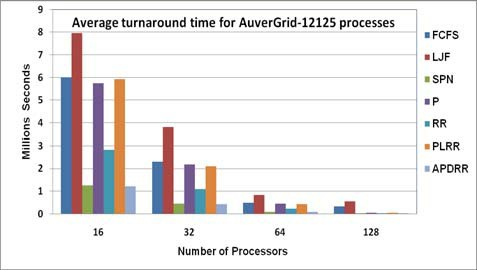 Average turnaround time for AuverGrid-12125 processes
Millions Seconds
9
8
7
6
5
4
3
2
1
0
16 32 64 128
Number of Processors
FCFS
LJF
SPN
P
RR
PLRR
APDRR